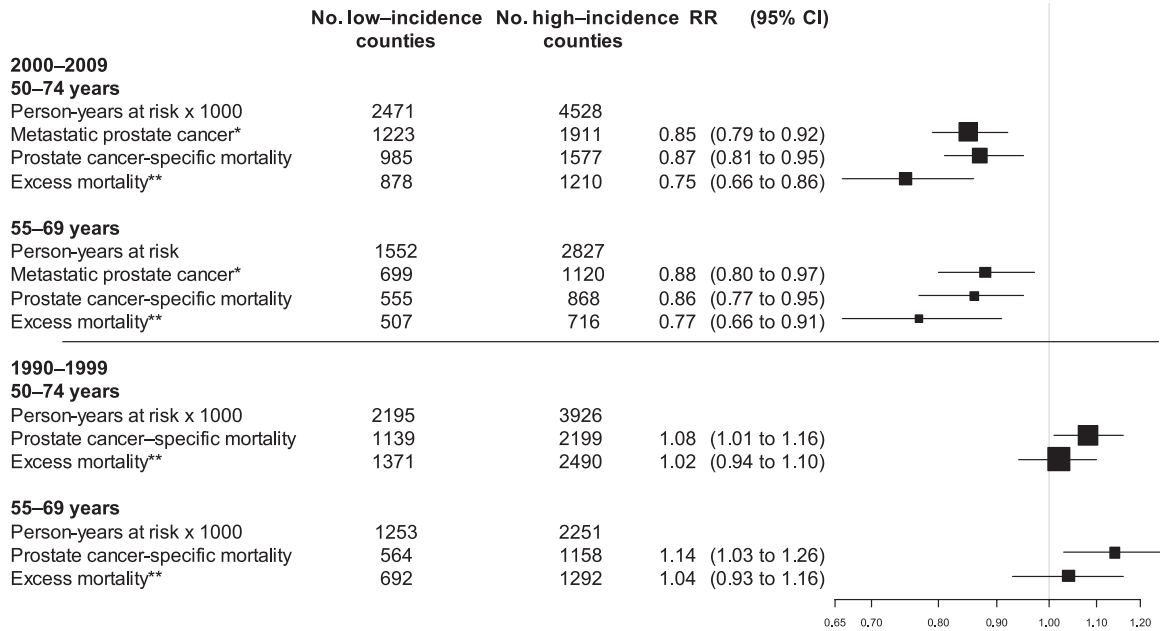 No. low–incidence No. high–incidence RR (95% CI)
counties counties
2000–2009
50–74 years
Person-years at risk x 1000 2471 4528
Metastatic prostate cancer* 1223 1911 0.85 (0.79 to 0.92)
Prostate cancer-specific mortality 985 1577 0.87 (0.81 to 0.95)
Excess mortality** 878 1210 0.75 (0.66 to 0.86)
55–69 years
Person-years at risk 1552 2827
Metastatic prostate cancer* 699 1120 0.88 (0.80 to 0.97)
Prostate cancer-specific mortality 555 868 0.86 (0.77 to 0.95)
Excess mortality** 507 716 0.77 (0.66 to 0.91)
1990–1999
50–74 years
Person-years at risk x 1000 2195 3926
Prostate cancer–specific mortality 1139 2199 1.08 (1.01 to 1.16)
Excess mortality** 1371 2490 1.02 (0.94 to 1.10)
55–69 years
Person-years at risk x 1000 1253 2251
Prostate cancer-specific mortality 564 1158 1.14 (1.03 to 1.26)
Excess mortality** 692 1292 1.04 (0.93 to 1.16)
0.65 0.70 0.80 0.90 1.00 1.10 1.20